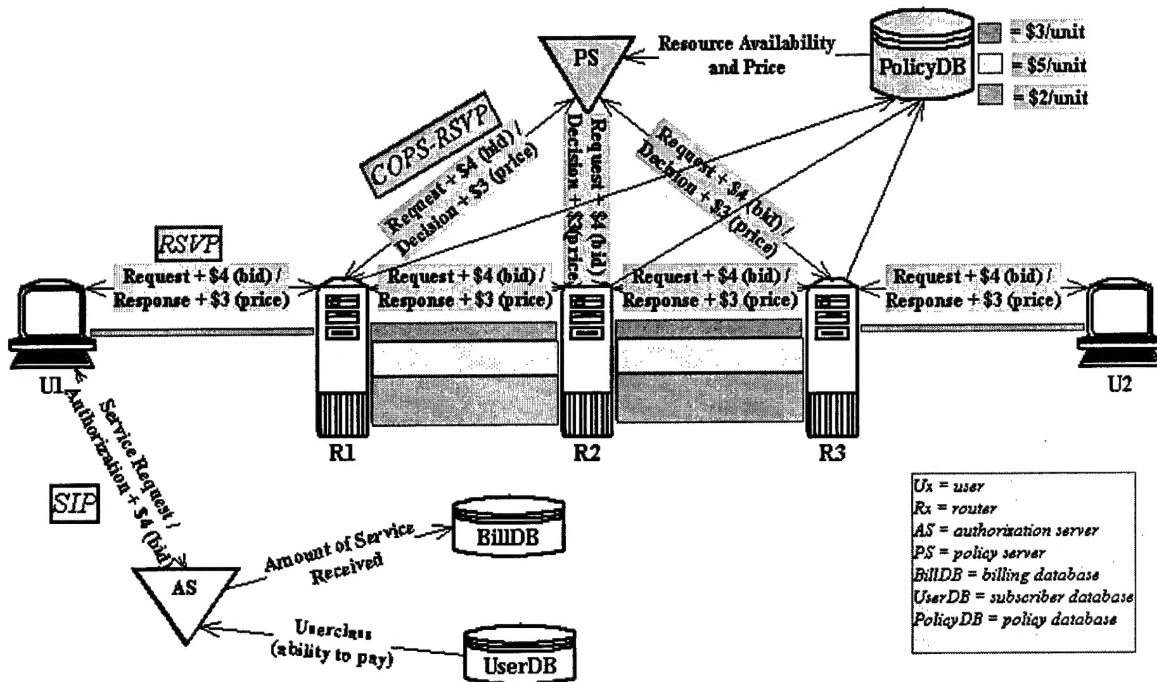 PS
Resource Availability
and Price
PolicyDB
= $3/unit
= $5/unit
= $2/unit
COPS-RSVP
Request + $4 (bid) /
Decision + $3 (price)
Request + $4 (bid)
Decision + $3(price)
Request + $4 (bid) /
Decision + $3 (price)
RSVP
Request + $4 (bid) /
Response + $3 (price)
Request + $4 (bid) /
Response + $3 (price)
Request + $4 (bid) /
Response + $3 (price)
Request + $4 (bid) /
Response + $3 (price)
U1
R1
R2
R3
U2
Service Request /
Authorization + $4 (bid)
SIP
AS
Amount of Service
Received
BillDB
Userclass
(ability to pay)
UserDB
Ux = user
Rx = router
AS = authorization server
PS = policy server
BillDB = billing database
UserDB = subscriber database
PolicyDB = policy database